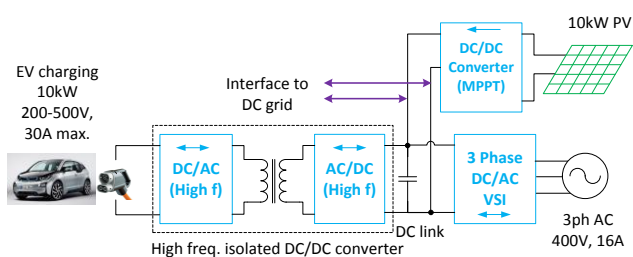 EV charging
10kW
200-500V,
30A max.
Interface to
DC grid
DC/DC
Converter
(MPPT)
10kW PV
DC/AC
(High f)
AC/DC
(High f)
3 Phase
DC/AC
VSI
DC link
3ph AC
400V, 16A
High freq. isolated DC/DC converter